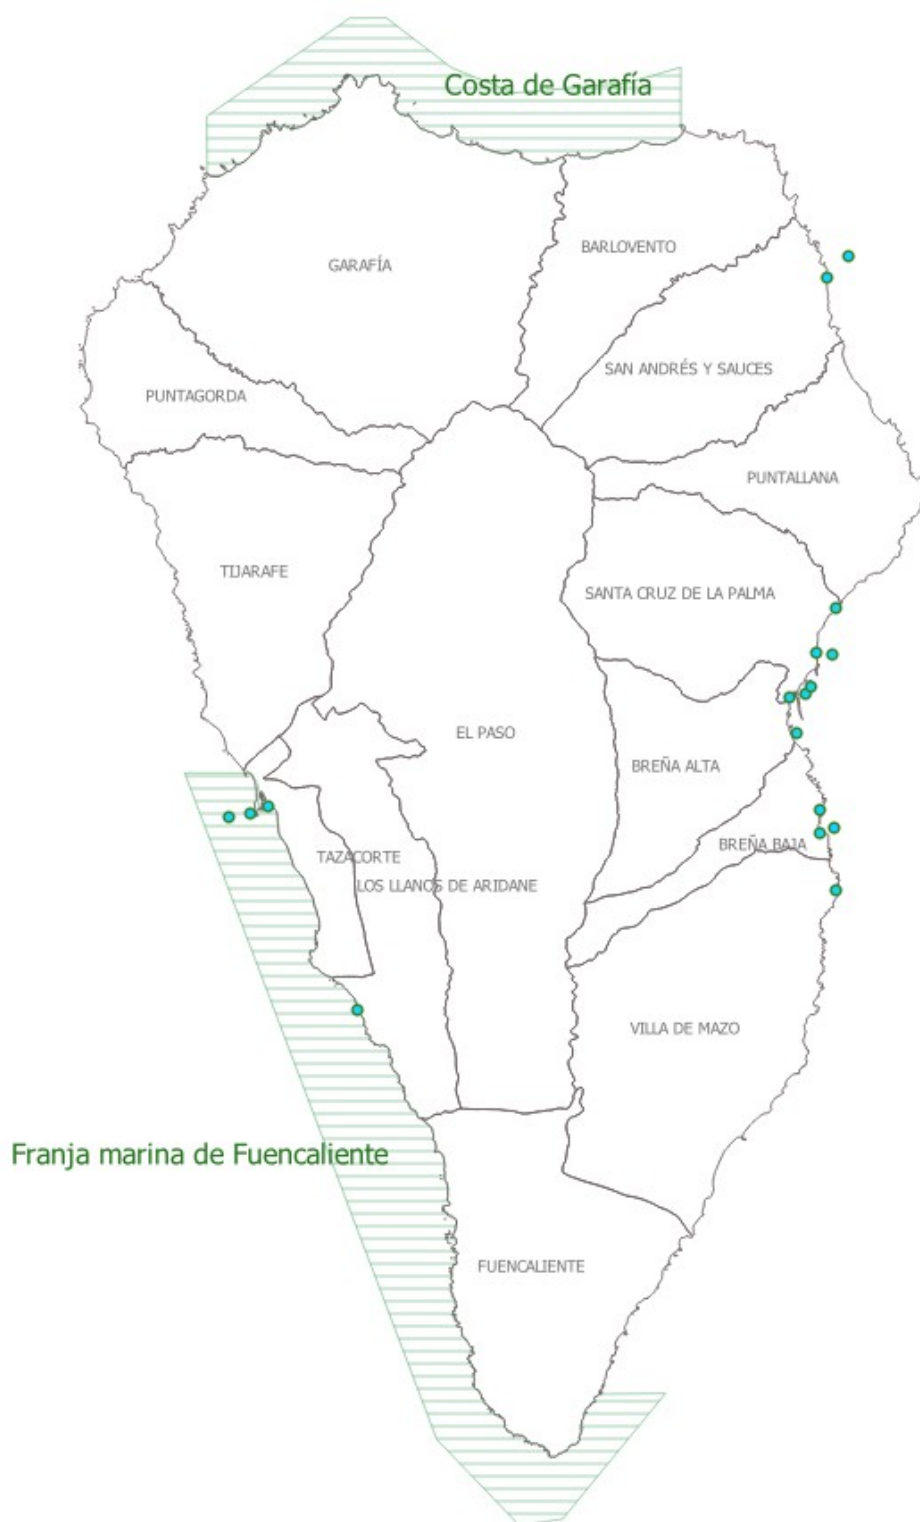 Costa de Garafía
BARLOVENTO
GARAFÍA
SAN ANDRÉS Y SAUCES
PUNTAGORDA
PUNTALLANA
TIJARAFE
SANTA CRUZ DE LA PALMA
EL PASO
BREÑA ALTA
BREÑA BAJA
TAZACORTE
LOS LLANOS DE ARIDANE
VILLA DE MAZO
Franja marina de Fuencaliente
FUENCALIENTE